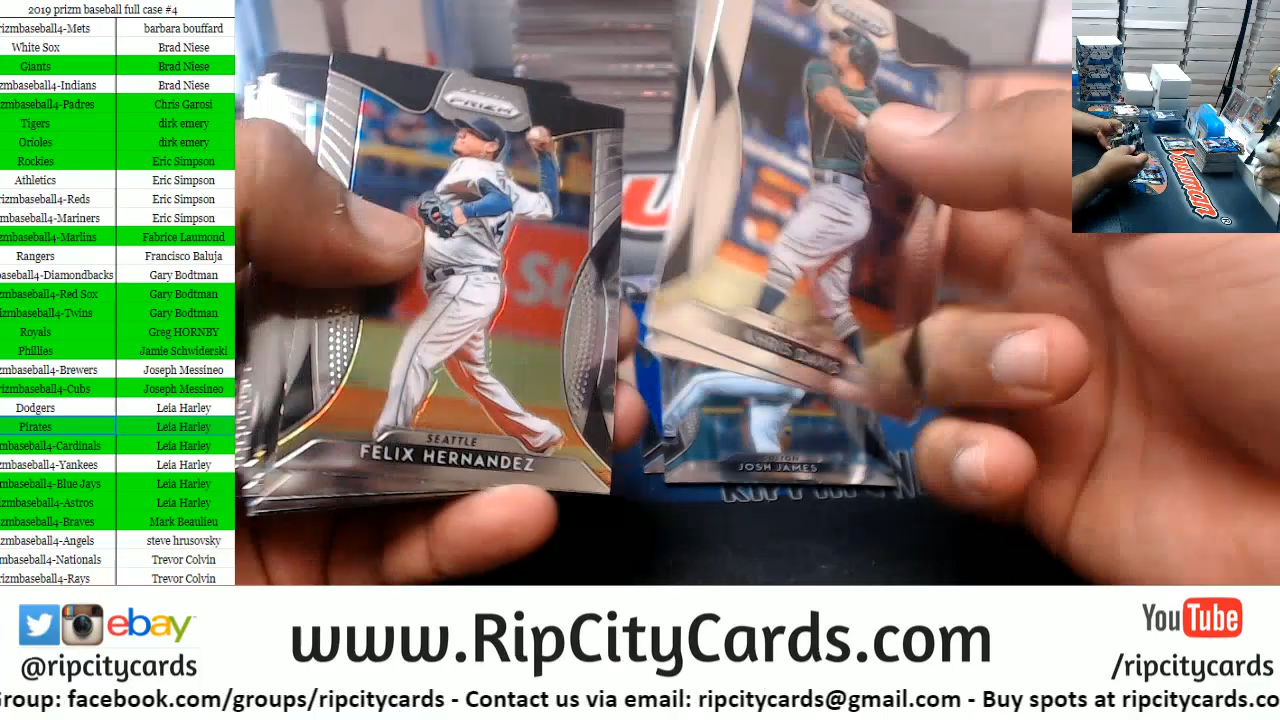 2019 prizm baseball full case #4
rizmbaseball4-Mets barbara bouffard
White Sox Brad Niese
Giants Brad Niese
zmbaseball4-Indians Brad Niese
zmbaseball4-Padres Chris Garosi
Tigers dirk emery
Orioles dirk emery
Rockies Eric Simpson
Athletics Eric Simpson
rizmbaseball4-Reds Eric Simpson
mbaseball4-Mariners Eric Simpson
zmbaseball4-Marlins Fabrice Laumond
Rangers Francisco Baluja
baseball4-Diamondbacks Gary Bodtman
zmbaseball4-Red Sox Gary Bodtman
izmbaseball4-Twins Gary Bodtman
Royals Greg HORNBY
Phillies Jamie Schwiderski
zmbaseball4-Brewers Joseph Messineo
izmbaseball4-Cubs Joseph Messineo
Dodgers Leia Harley
Pirates Leia Harley
mbaseball4-Cardinals Leia Harley
mbaseball4-Yankees Leia Harley
mbaseball4-Blue Jays Leia Harley
izmbaseball4-Astros Leia Harley
zmbaseball4-Braves Mark Beaulieu
zmbaseball4-Angels steve hrusovsky
mbaseball4-Nationals Trevor Colvin
rizmbaseball4-Rays Trevor Colvin
PRIZM
St
SEATTLE
FELIX HERNANDEZ
JOSH JAMES
Bowman
ebay
@ripcitycards
www.RipCityCards.com
YouTube
/ripcitycards
Group: facebook.com/groups/ripcitycards - Contact us via email: ripcitycards@gmail.com - Buy spots at ripcityca